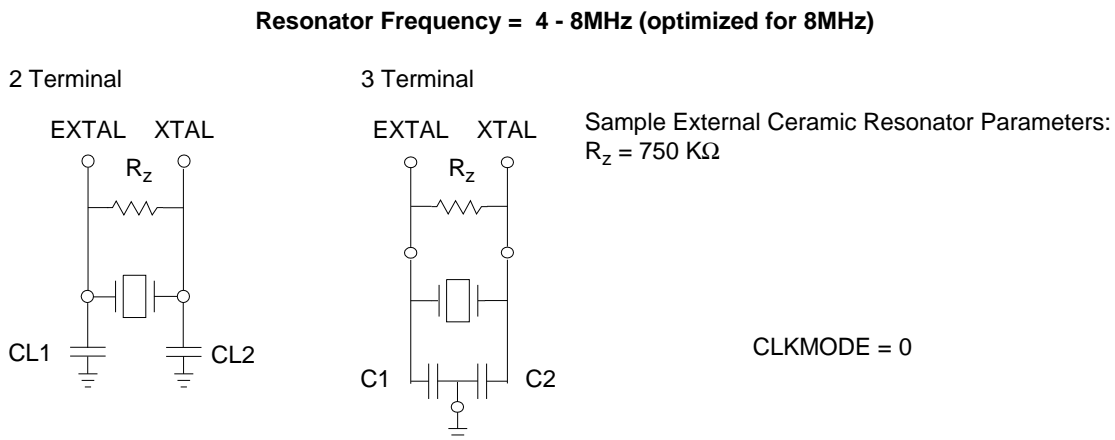 Resonator Frequency = 4 - 8MHz (optimized for 8MHz)
2 Terminal
3 Terminal
EXTAL XTAL
EXTAL XTAL
Sample External Ceramic Resonator Parameters:
Rz = 750 KΩ
Rz
Rz
CL1
CL2
C1
C2
CLKMODE = 0